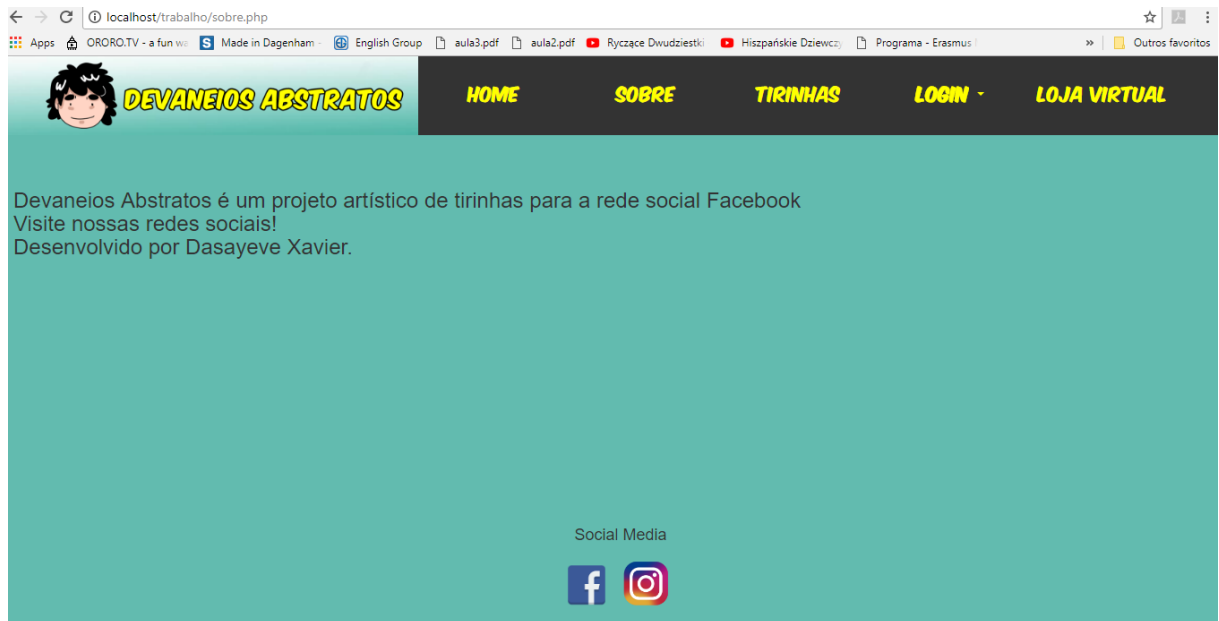 localhost/trabalho/sobre.php
Apps ORORO.TV - a fun wa Made in Dagenham - English Group aula3.pdf aula2.pdf Ryczące Dwudziestki Hiszpańskie Dziewczy Programa - Erasmus » Outros favoritos
DEVANEIOS ABSTRATOS HOME SOBRE TIRINHAS LOGIN LOJA VIRTUAL
Devaneios Abstratos é um projeto artístico de tirinhas para a rede social Facebook
Visite nossas redes sociais!
Desenvolvido por Dasayeve Xavier.
Social Media